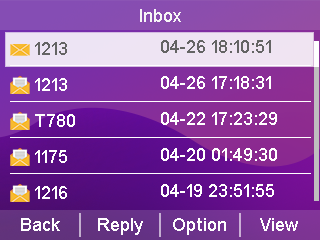 Inbox
1213 04-26 18:10:51
1213 04-26 17:18:31
T780 04-22 17:23:29
1175 04-20 01:49:30
1216 04-19 23:51:55
Back Reply Option View